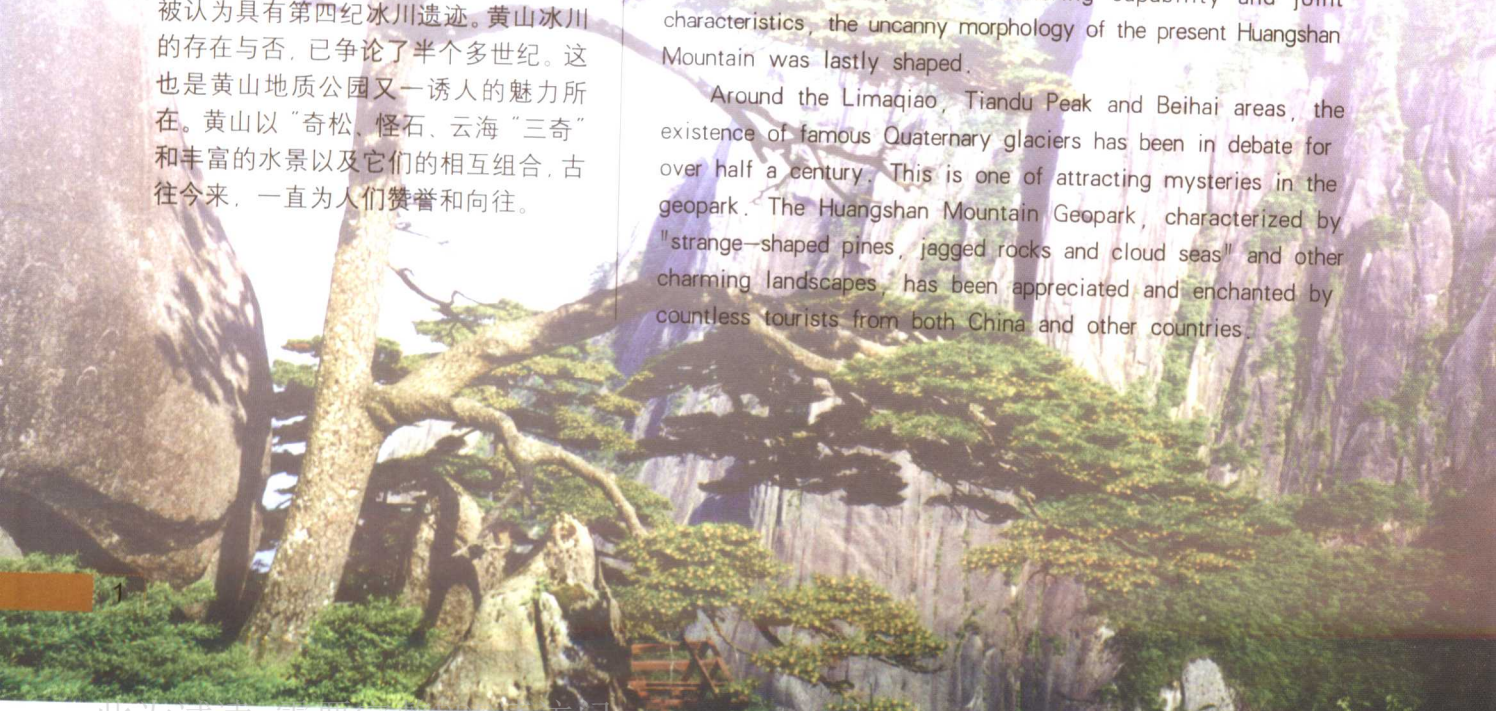 被认为具有第四纪冰川遗迹。黄山冰川
的存在与否，已争论了半个多世纪。这
也是黄山地质公园又一诱人的魅力所
在。黄山以“奇松、怪石、云海“三奇”
和丰富的水景以及它们的相互组合，古
往今来，一直为人们赞誉和向往。
capability and joint
characteristics, the uncanny morphology of the present Huangshan
Mountain was lastly shaped.
Around the Limaqiao, Tiandu Peak and Beihai areas, the
existence of famous Quaternary glaciers has been in debate for
over half a century. This is one of attracting mysteries in the
geopark. The Huangshan Mountain Geopark, characterized by
"strange—shaped pines, jagged rocks and cloud seas" and other
charming landscapes, has been appreciated and enchanted by
countless tourists from both China and other countries.
1